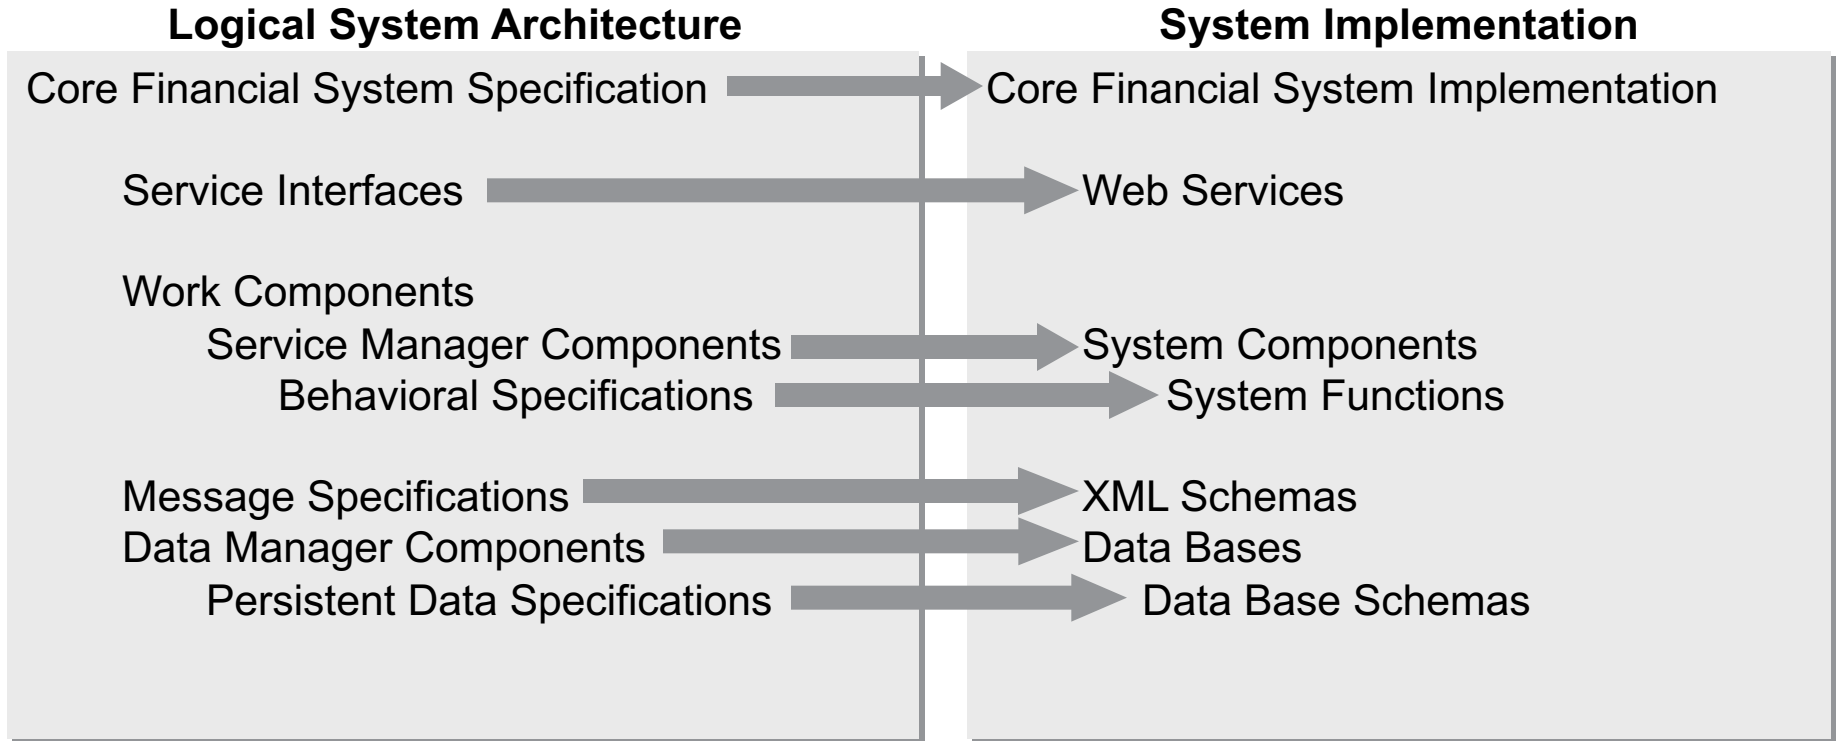 Logical System Architecture
System Implementation
Core Financial System Specification
Core Financial System Implementation
Service Interfaces
Web Services
Work Components
Service Manager Components
System Components
Behavioral Specifications
System Functions
Message Specifications
XML Schemas
Data Manager Components
Data Bases
Persistent Data Specifications
Data Base Schemas